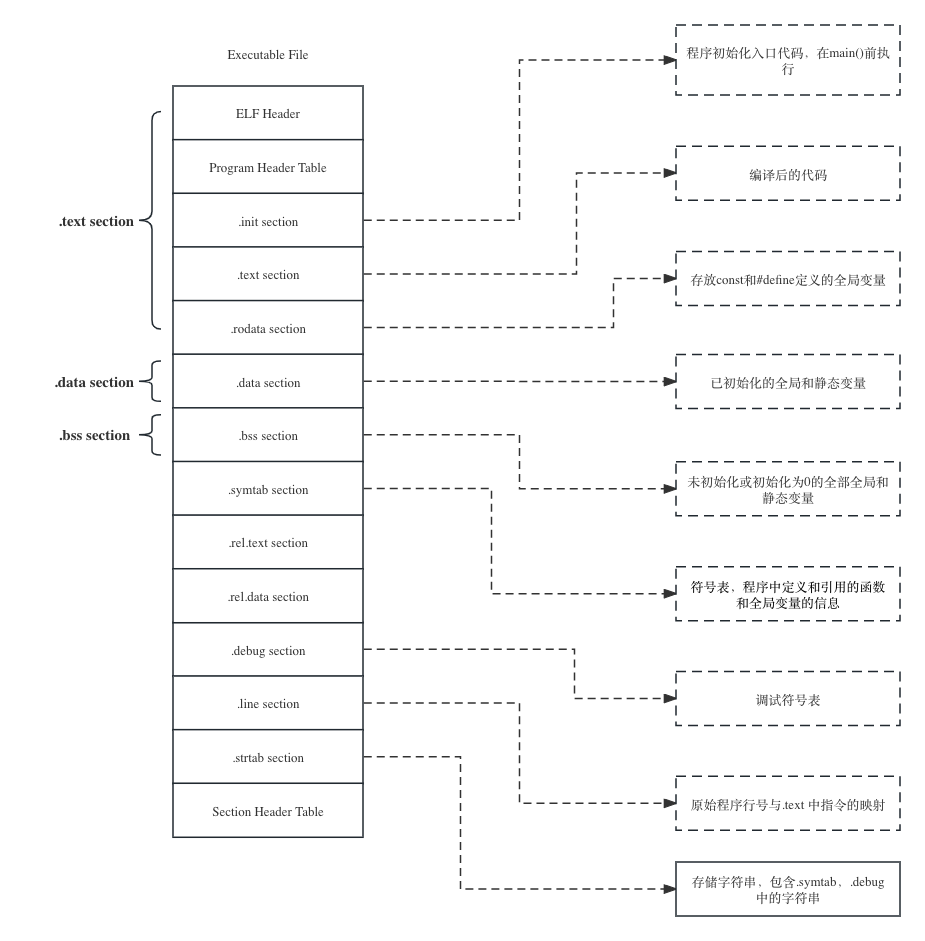 Executable File
ELF Header
Program Header Table
.init section
.text section
.rodata section
.data section
.bss section
.symtab section
.rel.text section
.rel.data section
.debug section
.line section
.strtab section
Section Header Table
.text section
.data section
.bss section
程序初始化入口代码，在main()前执
行
编译后的代码
存放const和#define定义的全局变量
已初始化的全局和静态变量
未初始化或初始化为0的全部全局和
静态变量
符号表，程序中定义和引用的函数
和全局变量的信息
调试符号表
原始程序行号与.text 中指令的映射
存储字符串，包含.symtab，.debug
中的字符串